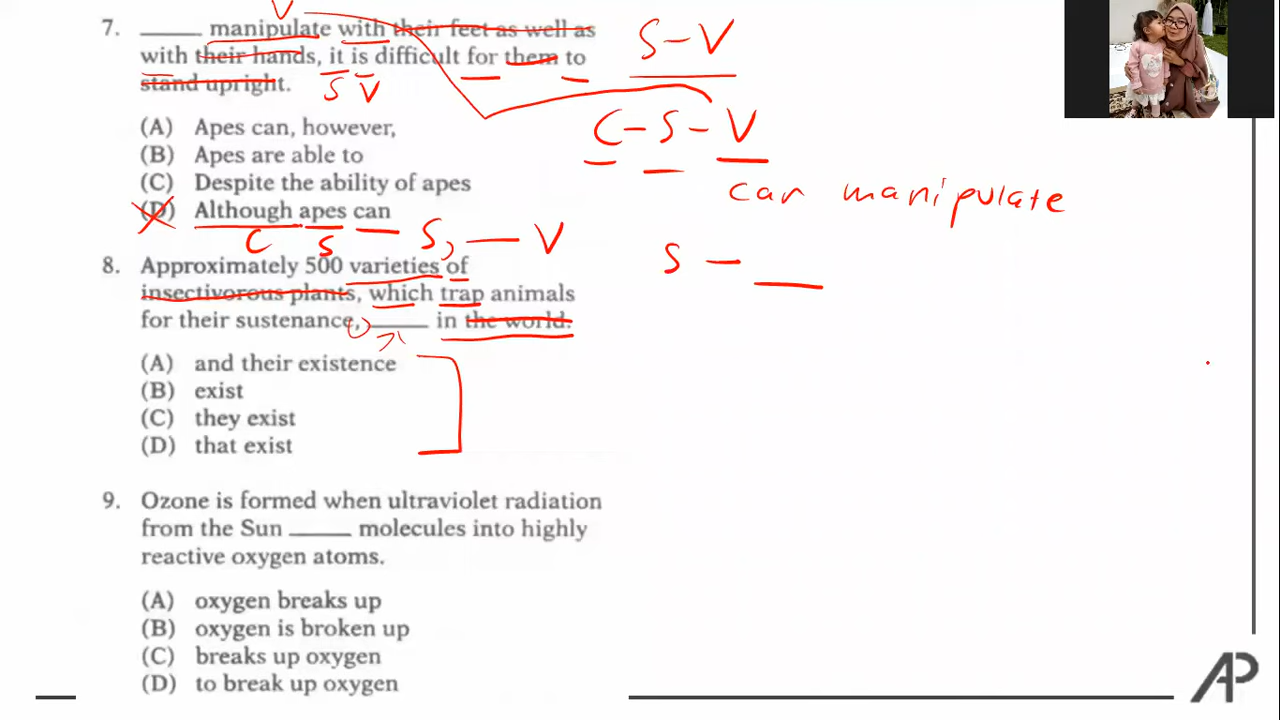 V
7. _____ manipulate with their feet as well as
with their hands, it is difficult for them to
stand upright.
S V
S-V
C-S-V
can manipulate
(A) Apes can, however,
(B) Apes are able to
(C) Despite the ability of apes
(D) Although apes can
C S S, V
S -
8. Approximately 500 varieties of
insectivorous plants, which trap animals
for their sustenance, _____ in the world.
(A) and their existence
(B) exist
(C) they exist
(D) that exist
9. Ozone is formed when ultraviolet radiation
from the Sun _____ molecules into highly
reactive oxygen atoms.
(A) oxygen breaks up
(B) oxygen is broken up
(C) breaks up oxygen
(D) to break up oxygen
AP